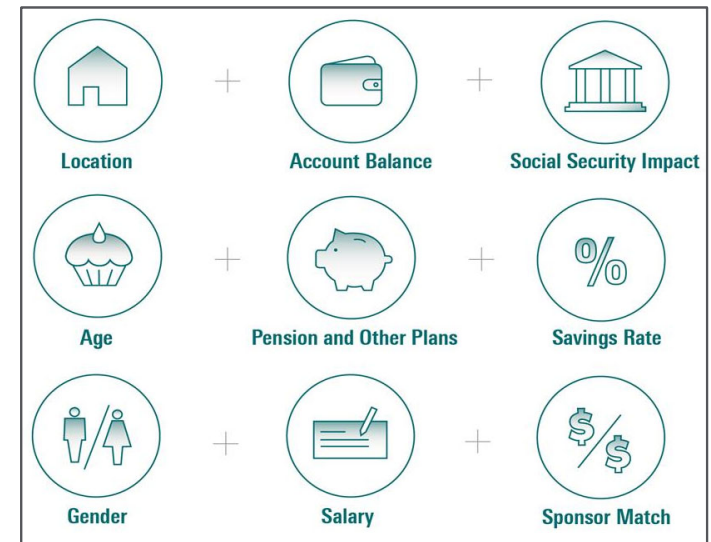 Location
Account Balance
Social Security Impact
%
Age
Pension and Other Plans
Savings Rate
$/$
Gender
Salary
Sponsor Match